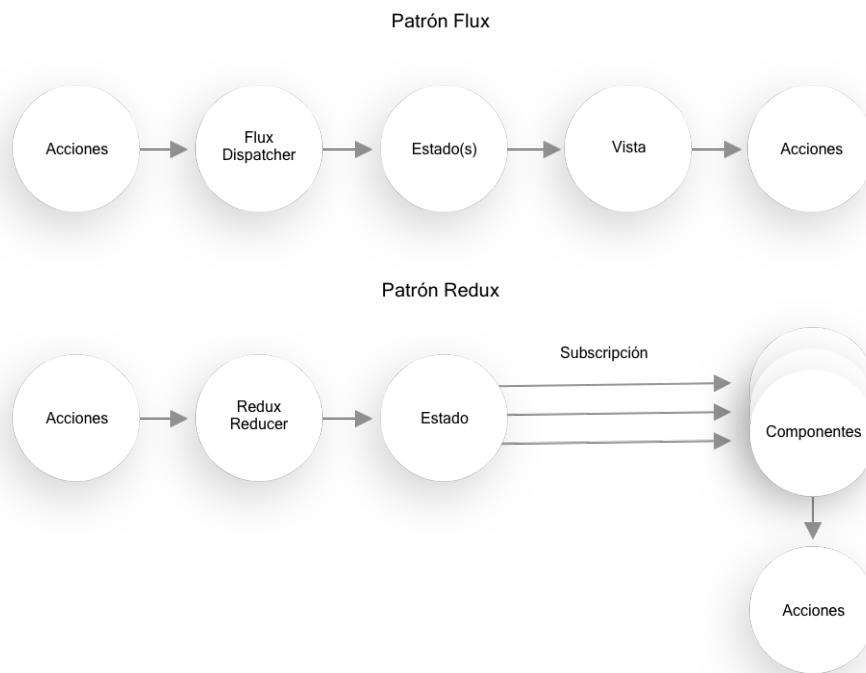 Patrón Flux
Acciones
Flux
Dispatcher
Estado(s)
Vista
Acciones
Patrón Redux
Subscripción
Acciones
Redux
Reducer
Estado
Componentes
Acciones